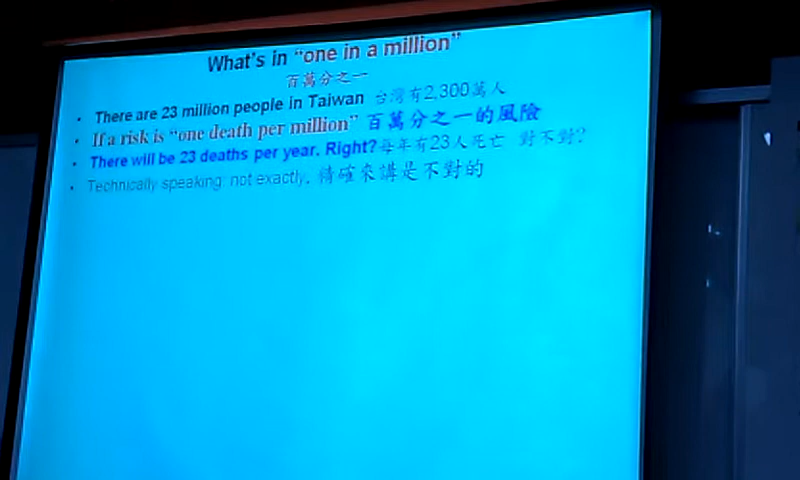 What's in “one in a million”
百萬分之一
• There are 23 million people in Taiwan 台灣有2,300萬人
• If a risk is “one death per million” 百萬分之一的風險
• There will be 23 deaths per year. Right?每年有23人死亡 對不對?
• Technically speaking: not exactly. 精確來講是不對的